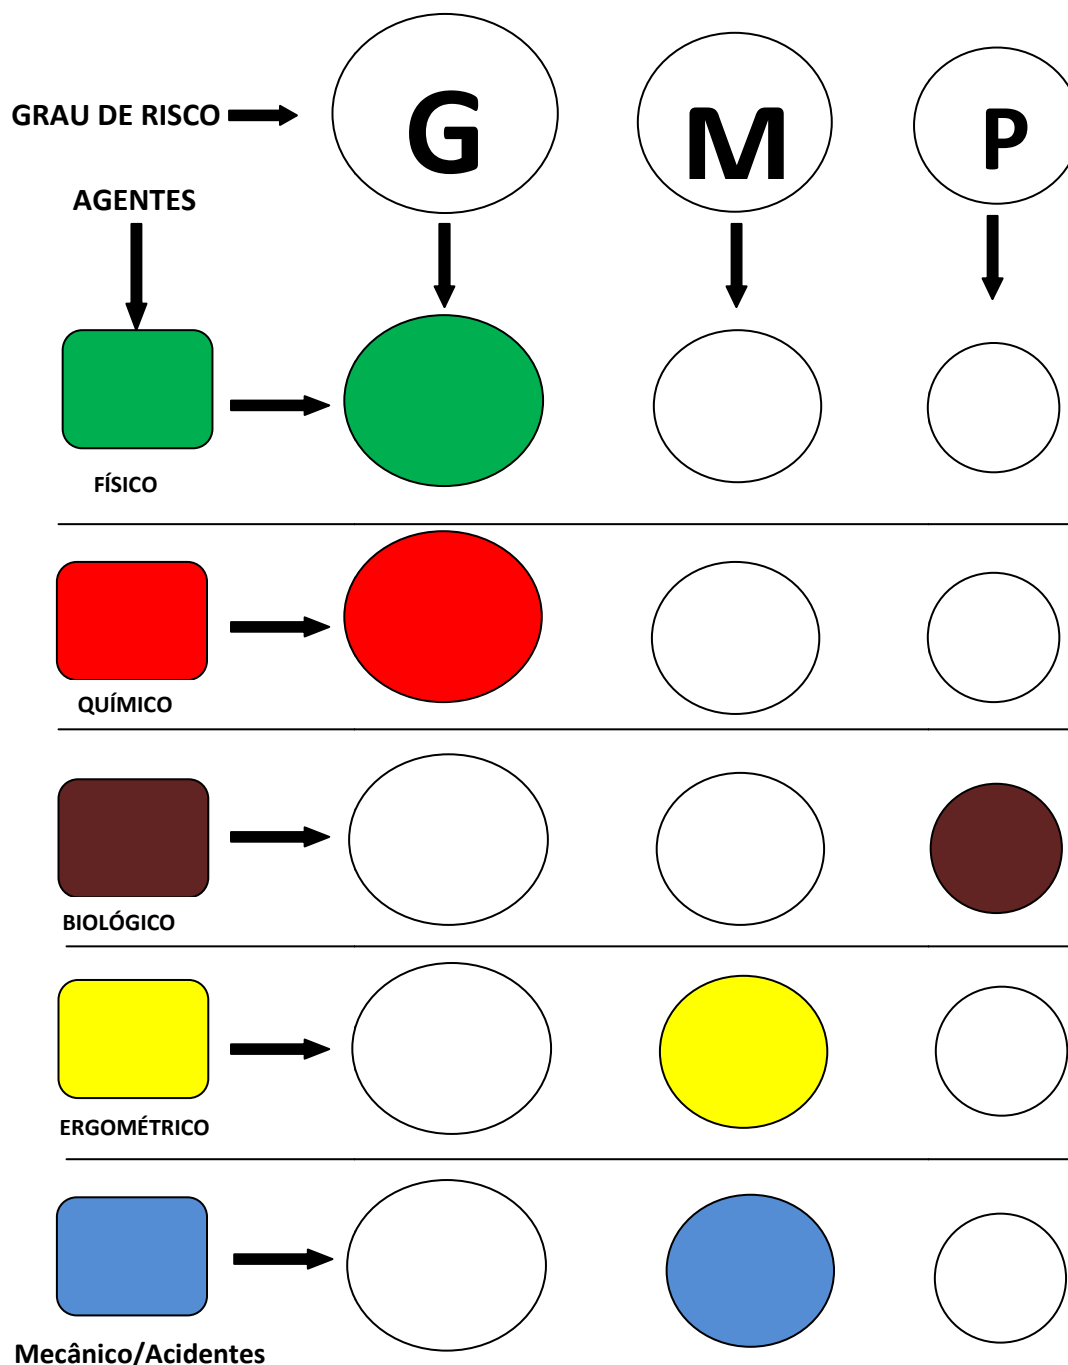 GRAU DE RISCO
G
M
P
AGENTES
FÍSICO
QUÍMICO
BIOLÓGICO
ERGOMÉTRICO
Mecânico/Acidentes